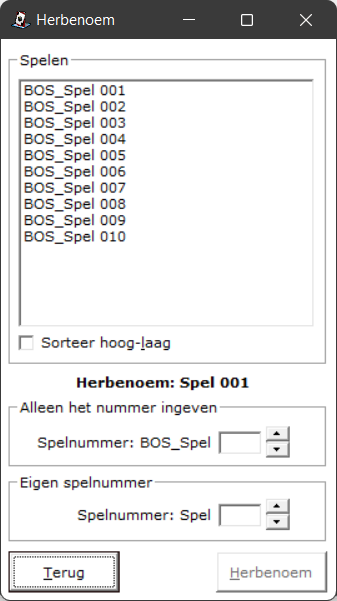 Herbenoem
Spelen
BOS_Spel 001
BOS_Spel 002
BOS_Spel 003
BOS_Spel 004
BOS_Spel 005
BOS_Spel 006
BOS_Spel 007
BOS_Spel 008
BOS_Spel 009
BOS_Spel 010
Sorteer hoog-laag
Herbenoem: Spel 001
Alleen het nummer ingeven
Spelnummer: BOS_Spel
Eigen spelnummer
Spelnummer: Spel
Terug Herbenoem